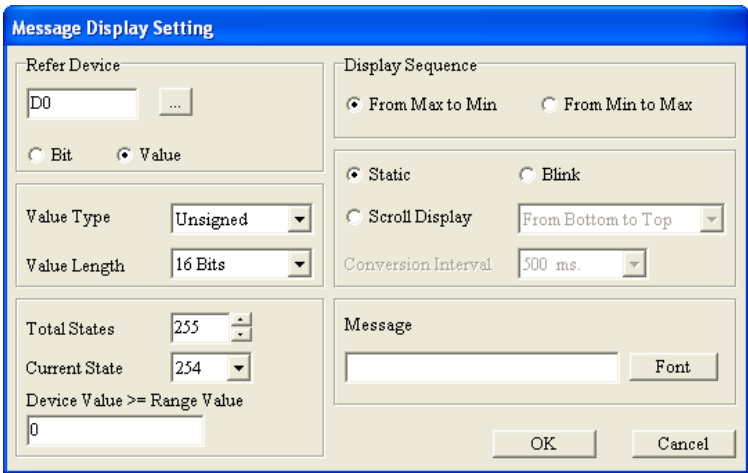 Message Display Setting
Refer Device
D0
...
Bit
Value
Value Type
Unsigned
Value Length
16 Bits
Total States
255
Current State
254
Device Value >= Range Value
0
Display Sequence
From Max to Min
From Min to Max
Static
Blink
Scroll Display
From Bottom to Top
Conversion Interval
500 ms.
Message
Font
OK
Cancel